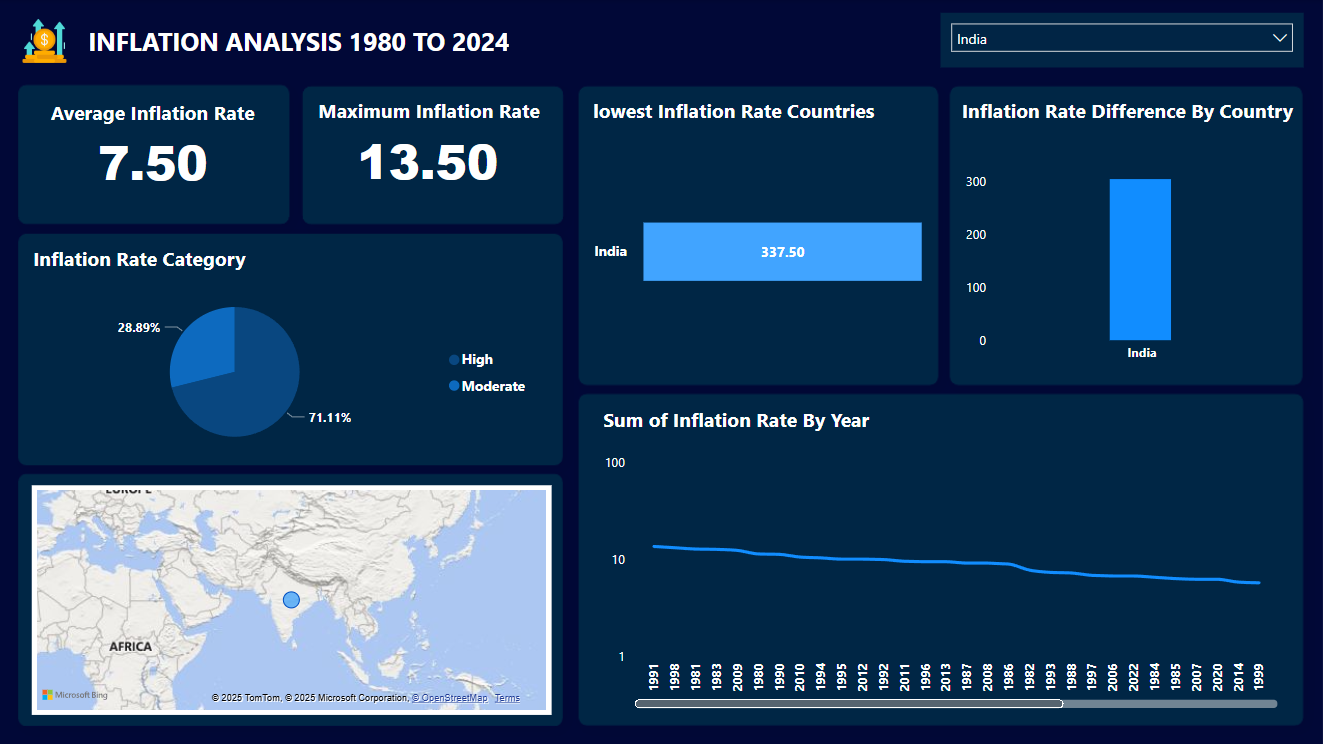 $
INFLATION ANALYSIS 1980 TO 2024
India
Average Inflation Rate
7.50
Maximum Inflation Rate
13.50
lowest Inflation Rate Countries
India
337.50
Inflation Rate Difference By Country
300
200
100
0
India
Inflation Rate Category
28.89%
71.11%
High
Moderate
EUROPE
AFRICA
Microsoft Bing
© 2025 TomTom, © 2025 Microsoft Corporation, © OpenStreetMap Terms
Sum of Inflation Rate By Year
100
10
1
1991
1998
1981
1983
2009
1980
1990
2010
1994
1995
2012
1992
2011
1996
2013
1987
2008
1986
1982
1993
1988
1997
2006
2022
1984
1985
2007
2020
2014
1999